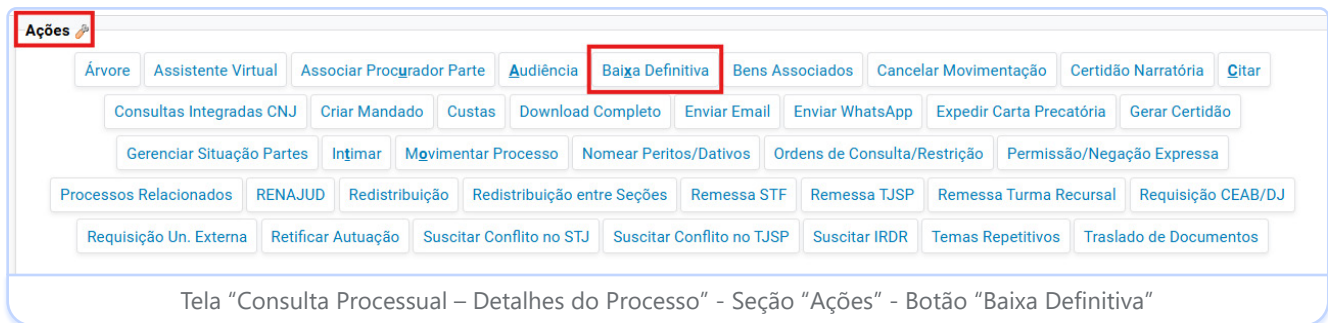 Ações
Árvore Assistente Virtual Associar Procurador Parte Audiência Baixa Definitiva Bens Associados Cancelar Movimentação Certidão Narratória Citar
Consultas Integradas CNJ Criar Mandado Custas Download Completo Enviar Email Enviar WhatsApp Expedir Carta Precatória Gerar Certidão
Gerenciar Situação Partes Intimar Movimentar Processo Nomear Peritos/Dativos Ordens de Consulta/Restrição Permissão/Negação Expressa
Processos Relacionados RENAJUD Redistribuição Redistribuição entre Seções Remessa STF Remessa TJSP Remessa Turma Recursal Requisição CEAB/DJ
Requisição Un. Externa Retificar Autuação Suscitar Conflito no STJ Suscitar Conflito no TJSP Suscitar IRDR Temas Repetitivos Traslado de Documentos
Tela “Consulta Processual – Detalhes do Processo” - Seção “Ações” - Botão “Baixa Definitiva”